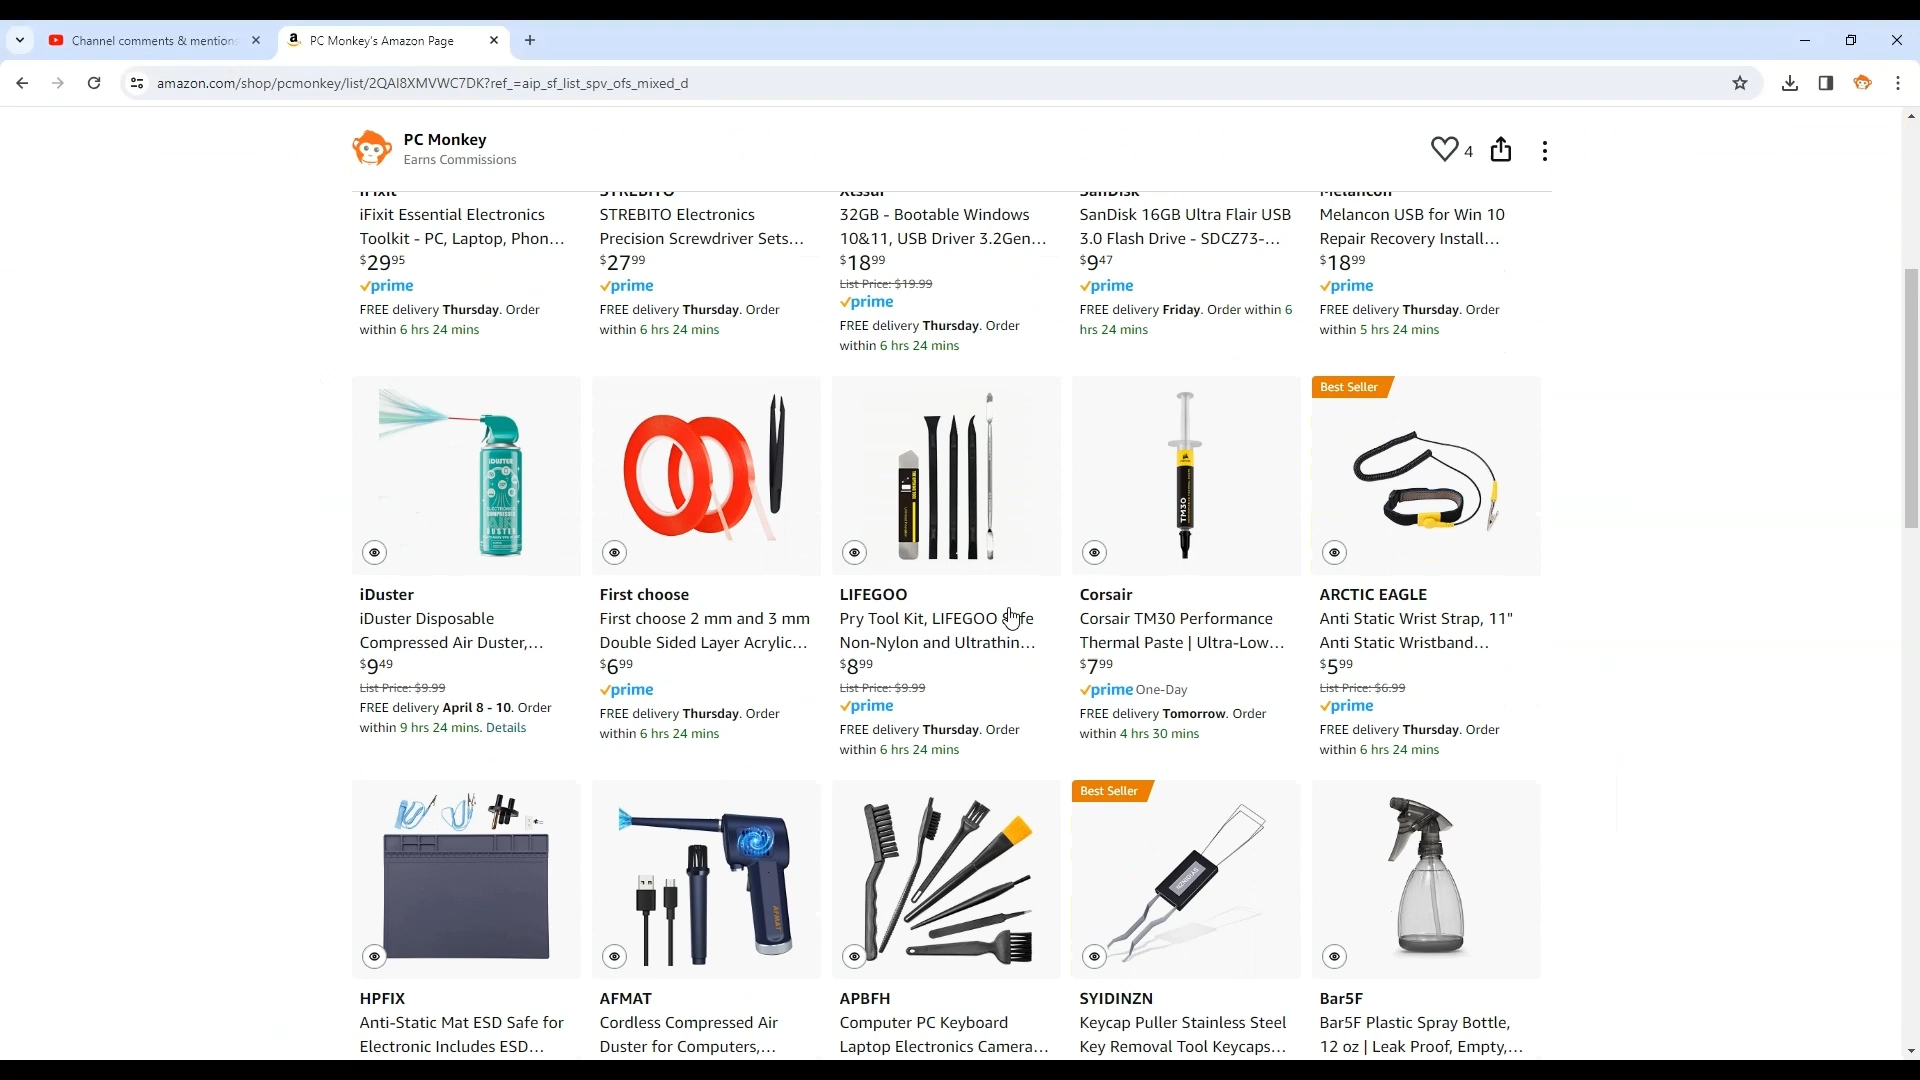 Channel comments & mention
PC Monkey's Amazon Page
amazon.com/shop/pcmonkey/list/2QAI8XMVWC7DK?ref_=aip_sf_list_spv_ofs_mixed_d
PC Monkey
Earns Commissions
4
iFixit
STREBITO
Xtssur
SanDisk
Melancon
iFixit Essential Electronics
Toolkit - PC, Laptop, Phon...
$29 95
prime
FREE delivery Thursday. Order
within 6 hrs 24 mins
STREBITO Electronics
Precision Screwdriver Sets...
$27 99
prime
FREE delivery Thursday. Order
within 6 hrs 24 mins
32GB - Bootable Windows
10&11, USB Driver 3.2Gen...
$18 99
List Price: $19.99
prime
FREE delivery Thursday. Order
within 6 hrs 24 mins
SanDisk 16GB Ultra Flair USB
3.0 Flash Drive - SDCZ73-...
$9 47
prime
FREE delivery Friday. Order within 6
hrs 24 mins
Melancon USB for Win 10
Repair Recovery Install...
$18 99
prime
FREE delivery Thursday. Order
within 5 hrs 24 mins
iDUSTER
TM30
Best Seller
iDuster
iDuster Disposable
Compressed Air Duster,...
$9 49
List Price: $9.99
FREE delivery April 8 - 10. Order
within 9 hrs 24 mins. Details
First choose
First choose 2 mm and 3 mm
Double Sided Layer Acrylic...
$6 99
prime
FREE delivery Thursday. Order
within 6 hrs 24 mins
LIFEGOO
Pry Tool Kit, LIFEGOO Safe
Non-Nylon and Ultrathin...
$8 99
List Price: $9.99
prime
FREE delivery Thursday. Order
within 6 hrs 24 mins
Corsair
Corsair TM30 Performance
Thermal Paste | Ultra-Low...
$7 99
prime One-Day
FREE delivery Tomorrow. Order
within 4 hrs 30 mins
ARCTIC EAGLE
Anti Static Wrist Strap, 11"
Anti Static Wristband...
$5 99
List Price: $6.99
prime
FREE delivery Thursday. Order
within 6 hrs 24 mins
AFMAT
Best Seller
HPFIX
Anti-Static Mat ESD Safe for
Electronic Includes ESD...
AFMAT
Cordless Compressed Air
Duster for Computers,...
APBFH
Computer PC Keyboard
Laptop Electronics Camera...
SYIDINZN
Keycap Puller Stainless Steel
Key Removal Tool Keycaps...
Bar5F
Bar5F Plastic Spray Bottle,
12 oz | Leak Proof, Empty,...